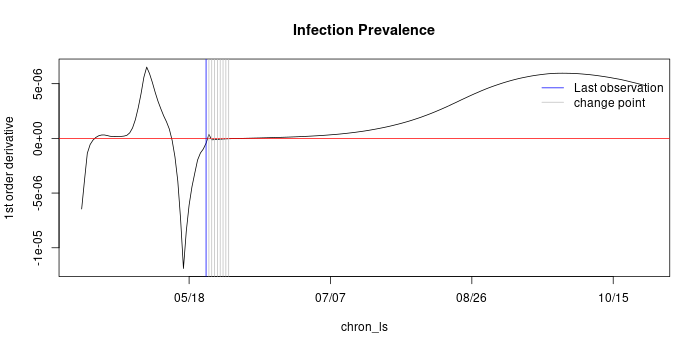 Infection Prevalence
1st order derivative
5e-06
0e+00
-5e-06
-1e-05
Last observation
change point
05/18
07/07
08/26
10/15
chron_ls